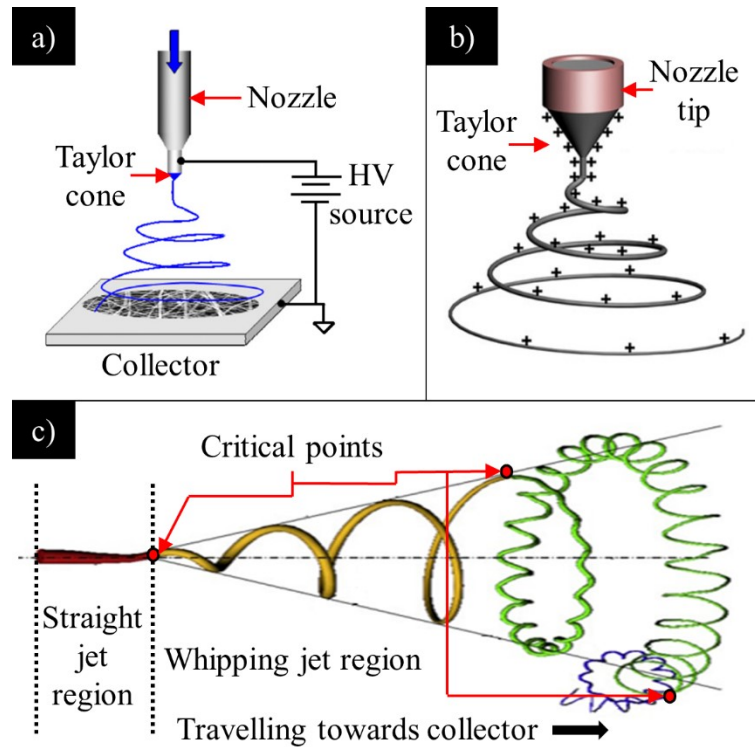 a)
Nozzle
Taylor
cone
HV
source
Collector
b)
Nozzle
tip
Taylor
cone
+ + + + + + + + + + + + + + + + + + + + + + + + + + + + + + + +
c)
Critical points
Straight
jet
region
Whipping jet region
Travelling towards collector